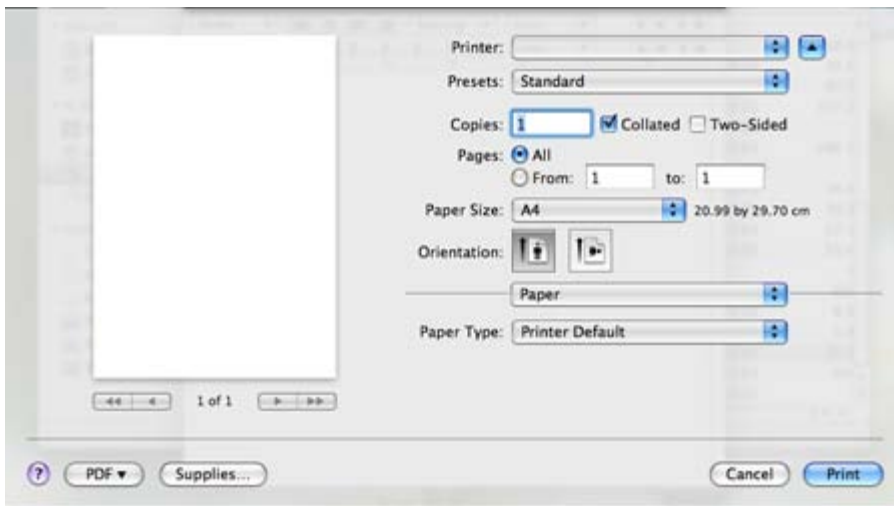 Printer:
Presets: Standard
Copies: 1 Collated Two-Sided
Pages: All
From: 1 to: 1
Paper Size: A4 20.99 by 29.70 cm
Orientation:
Paper
Paper Type: Printer Default
1 of 1
? PDF Supplies... Cancel Print